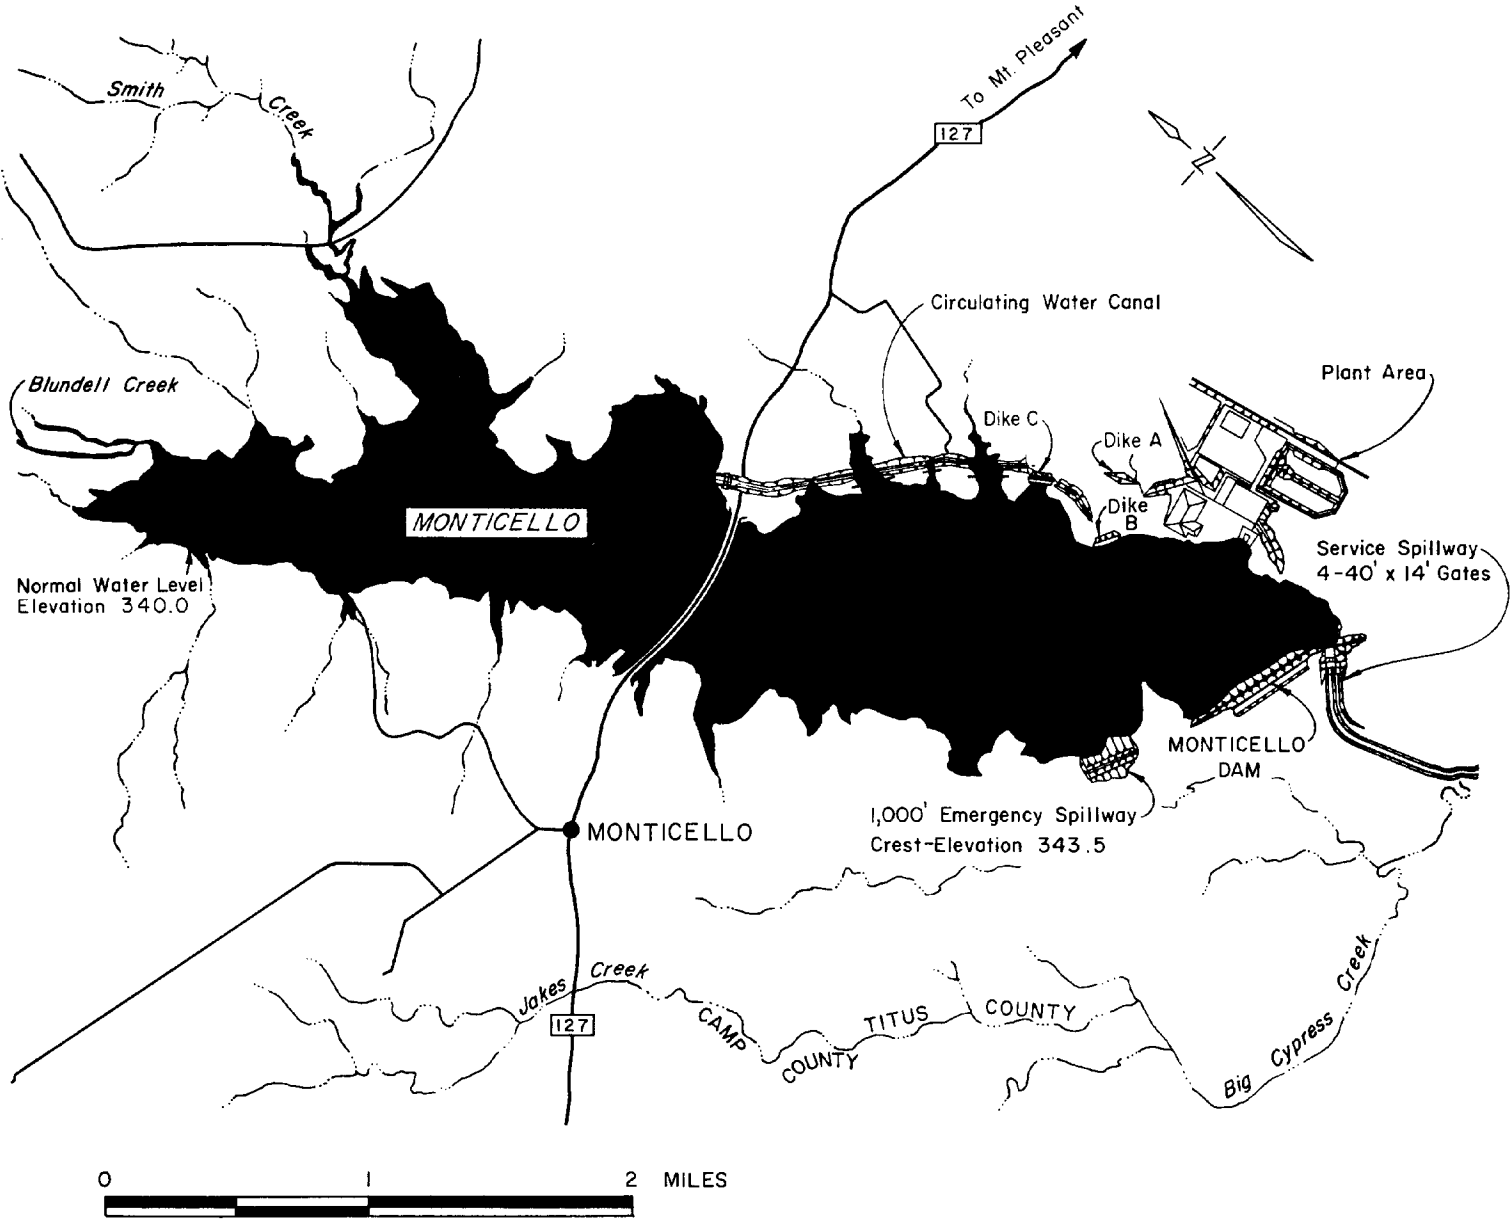 To Mt. Pleasant
Smith
Creek
127
N
Circulating Water Canal
Blundell Creek
Plant Area
Dike C
Dike A
Dike
B
MONTICELLO
Service Spillway
4-40' x 14' Gates
Normal Water Level
Elevation 340.0
MONTICELLO
DAM
1,000' Emergency Spillway
Crest-Elevation 343.5
MONTICELLO
Jakes Creek
127
CAMP COUNTY
TITUS COUNTY
Big Cypress Creek
0 1 2 MILES